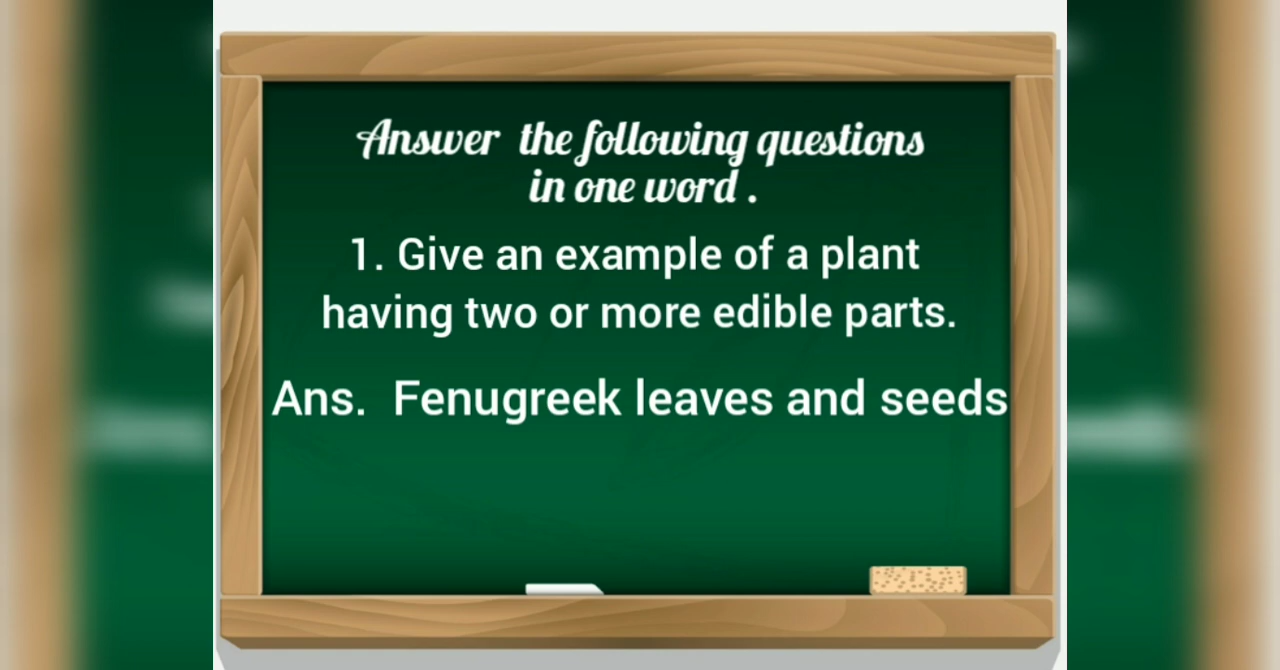 Answer the following questions
in one word .
1. Give an example of a plant
having two or more edible parts.
Ans. Fenugreek leaves and seeds